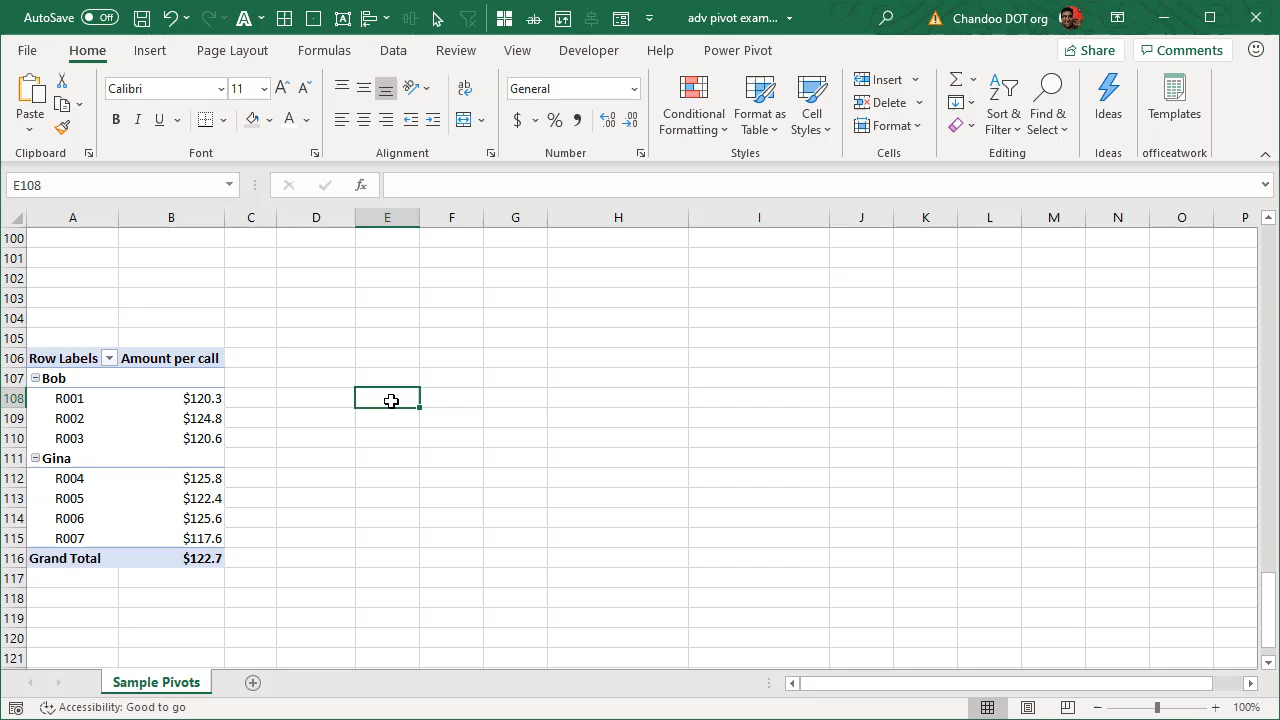 AutoSave Off adv pivot exam... Chandoo DOT org
File Home Insert Page Layout Formulas Data Review View Developer Help Power Pivot Share Comments
Paste
Clipboard
Calibri 11
B I U A
Font
Alignment
General
$ % 9
Number
Conditional Formatting
Format as Table
Cell Styles
Styles
Insert
Delete
Format
Cells
Sort & Filter
Find & Select
Editing
Ideas
Ideas
Templates
officeatwork
E108 fx
A B C D E F G H I J K L M N O P
100
101
102
103
104
105
106 Row Labels Amount per call
107 Bob
108 R001 $120.3
109 R002 $124.8
110 R003 $120.6
111 Gina
112 R004 $125.8
113 R005 $122.4
114 R006 $125.6
115 R007 $117.6
116 Grand Total $122.7
117
118
119
120
121
Sample Pivots
Accessibility: Good to go 100%